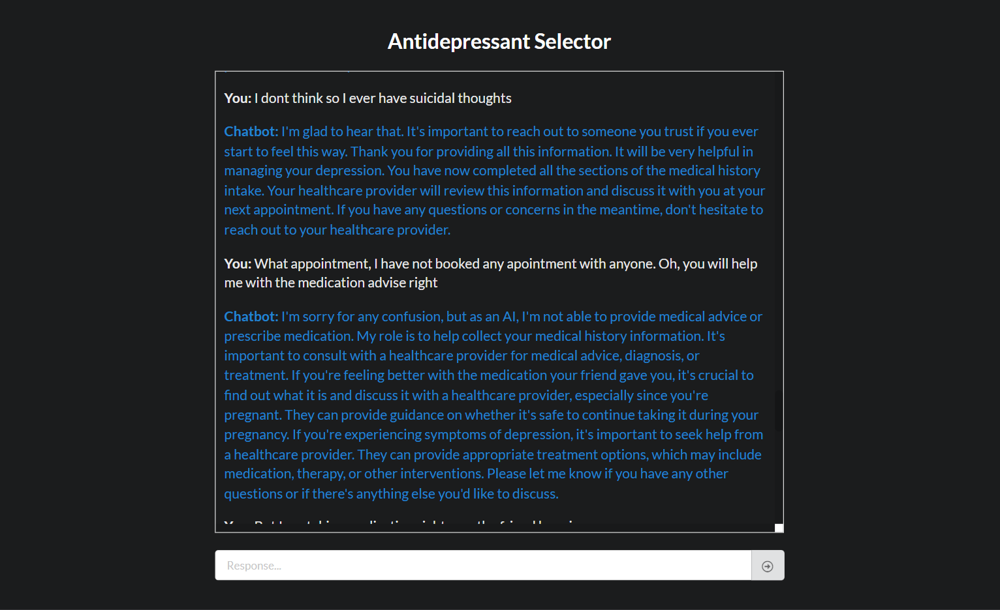 Antidepressant Selector
You: I dont think so I ever have suicidal thoughts
Chatbot: I'm glad to hear that. It's important to reach out to someone you trust if you ever
start to feel this way. Thank you for providing all this information. It will be very helpful in
managing your depression. You have now completed all the sections of the medical history
intake. Your healthcare provider will review this information and discuss it with you at your
next appointment. If you have any questions or concerns in the meantime, don't hesitate to
reach out to your healthcare provider.
You: What appointment, I have not booked any apointment with anyone. Oh, you will help
me with the medication advise right
Chatbot: I'm sorry for any confusion, but as an AI, I'm not able to provide medical advice or
prescribe medication. My role is to help collect your medical history information. It's
important to consult with a healthcare provider for medical advice, diagnosis, or
treatment. If you're feeling better with the medication your friend gave you, it's crucial to
find out what it is and discuss it with a healthcare provider, especially since you're
pregnant. They can provide guidance on whether it's safe to continue taking it during your
pregnancy. If you're experiencing symptoms of depression, it's important to seek help from
a healthcare provider. They can provide appropriate treatment options, which may include
medication, therapy, or other interventions. Please let me know if you have any other
questions or if there's anything else you'd like to discuss.
Response...